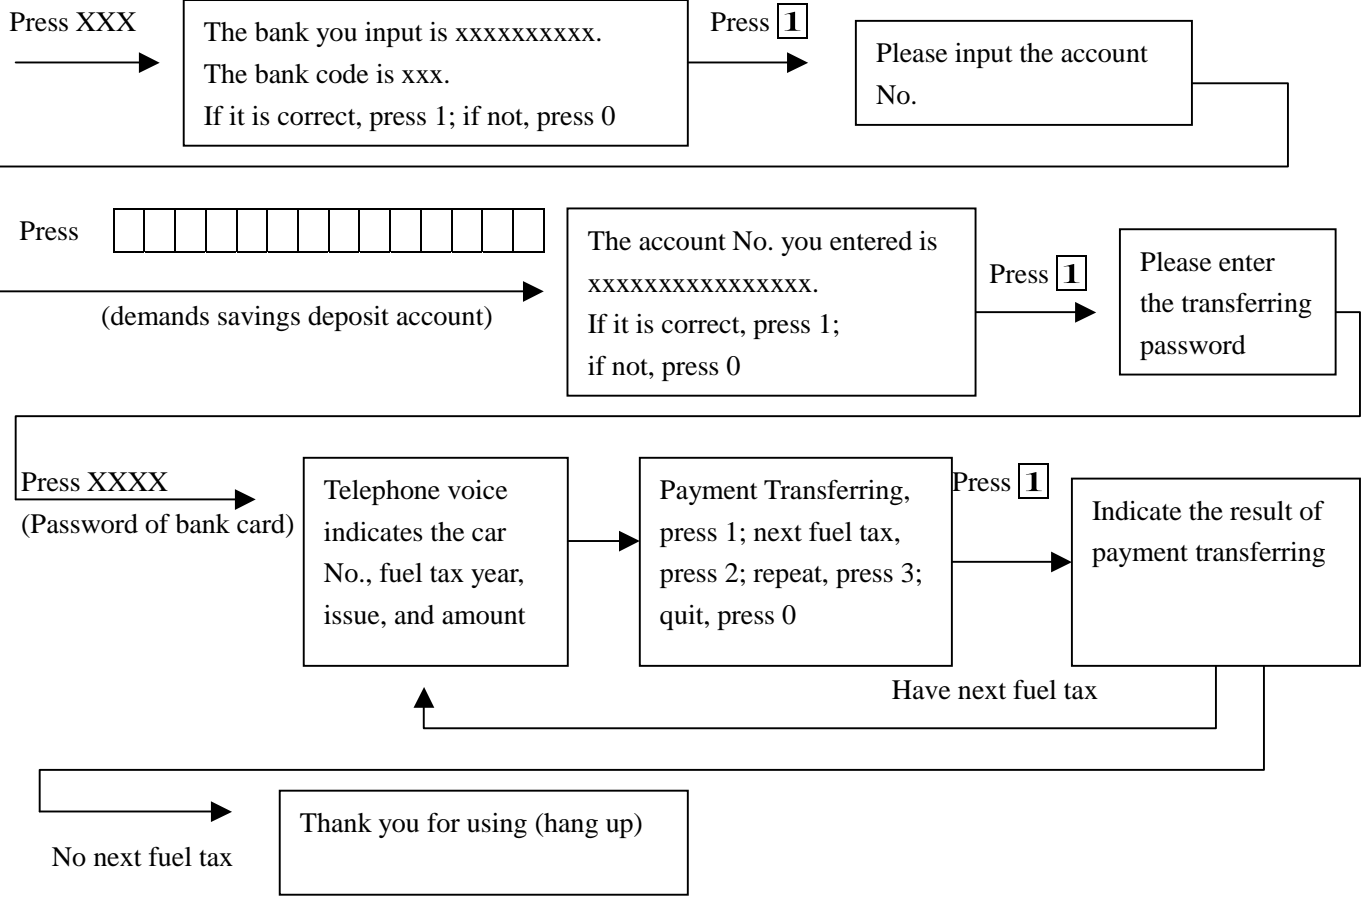 Press XXX
The bank you input is xxxxxxxxxx.
The bank code is xxx.
If it is correct, press 1; if not, press 0
Press 1
Please input the account
No.
Press
(demands savings deposit account)
The account No. you entered is
xxxxxxxxxxxxxxxx.
If it is correct, press 1;
if not, press 0
Press 1
Please enter
the transferring
password
Press XXXX
(Password of bank card)
Telephone voice
indicates the car
No., fuel tax year,
issue, and amount
Payment Transferring,
press 1; next fuel tax,
press 2; repeat, press 3;
quit, press 0
Press 1
Indicate the result of
payment transferring
Have next fuel tax
No next fuel tax
Thank you for using (hang up)